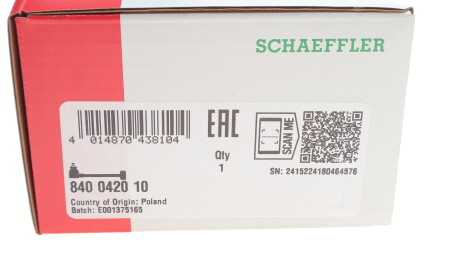 SCHAEFFLER
4 014870 438104
EAC
SCAN ME
Qty
1
SN: 2415224180464576
840 0420 10
Country of Origin: Poland
Batch: E001375165